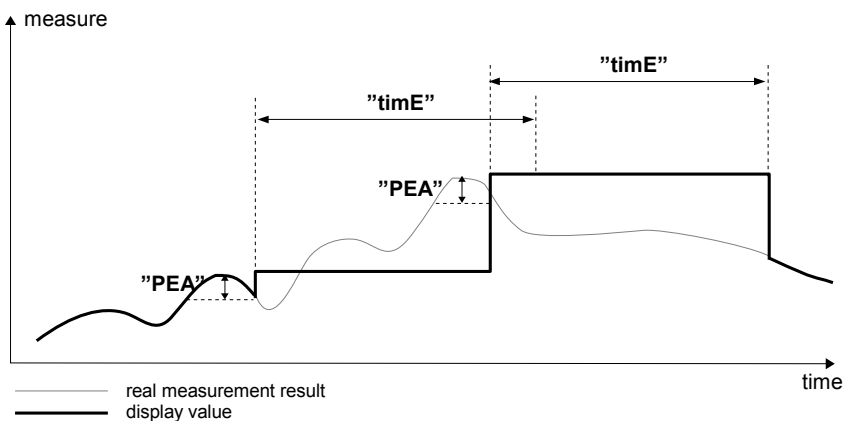 measure
”timE”
”timE”
”PEA”
”PEA”
time
real measurement result
display value